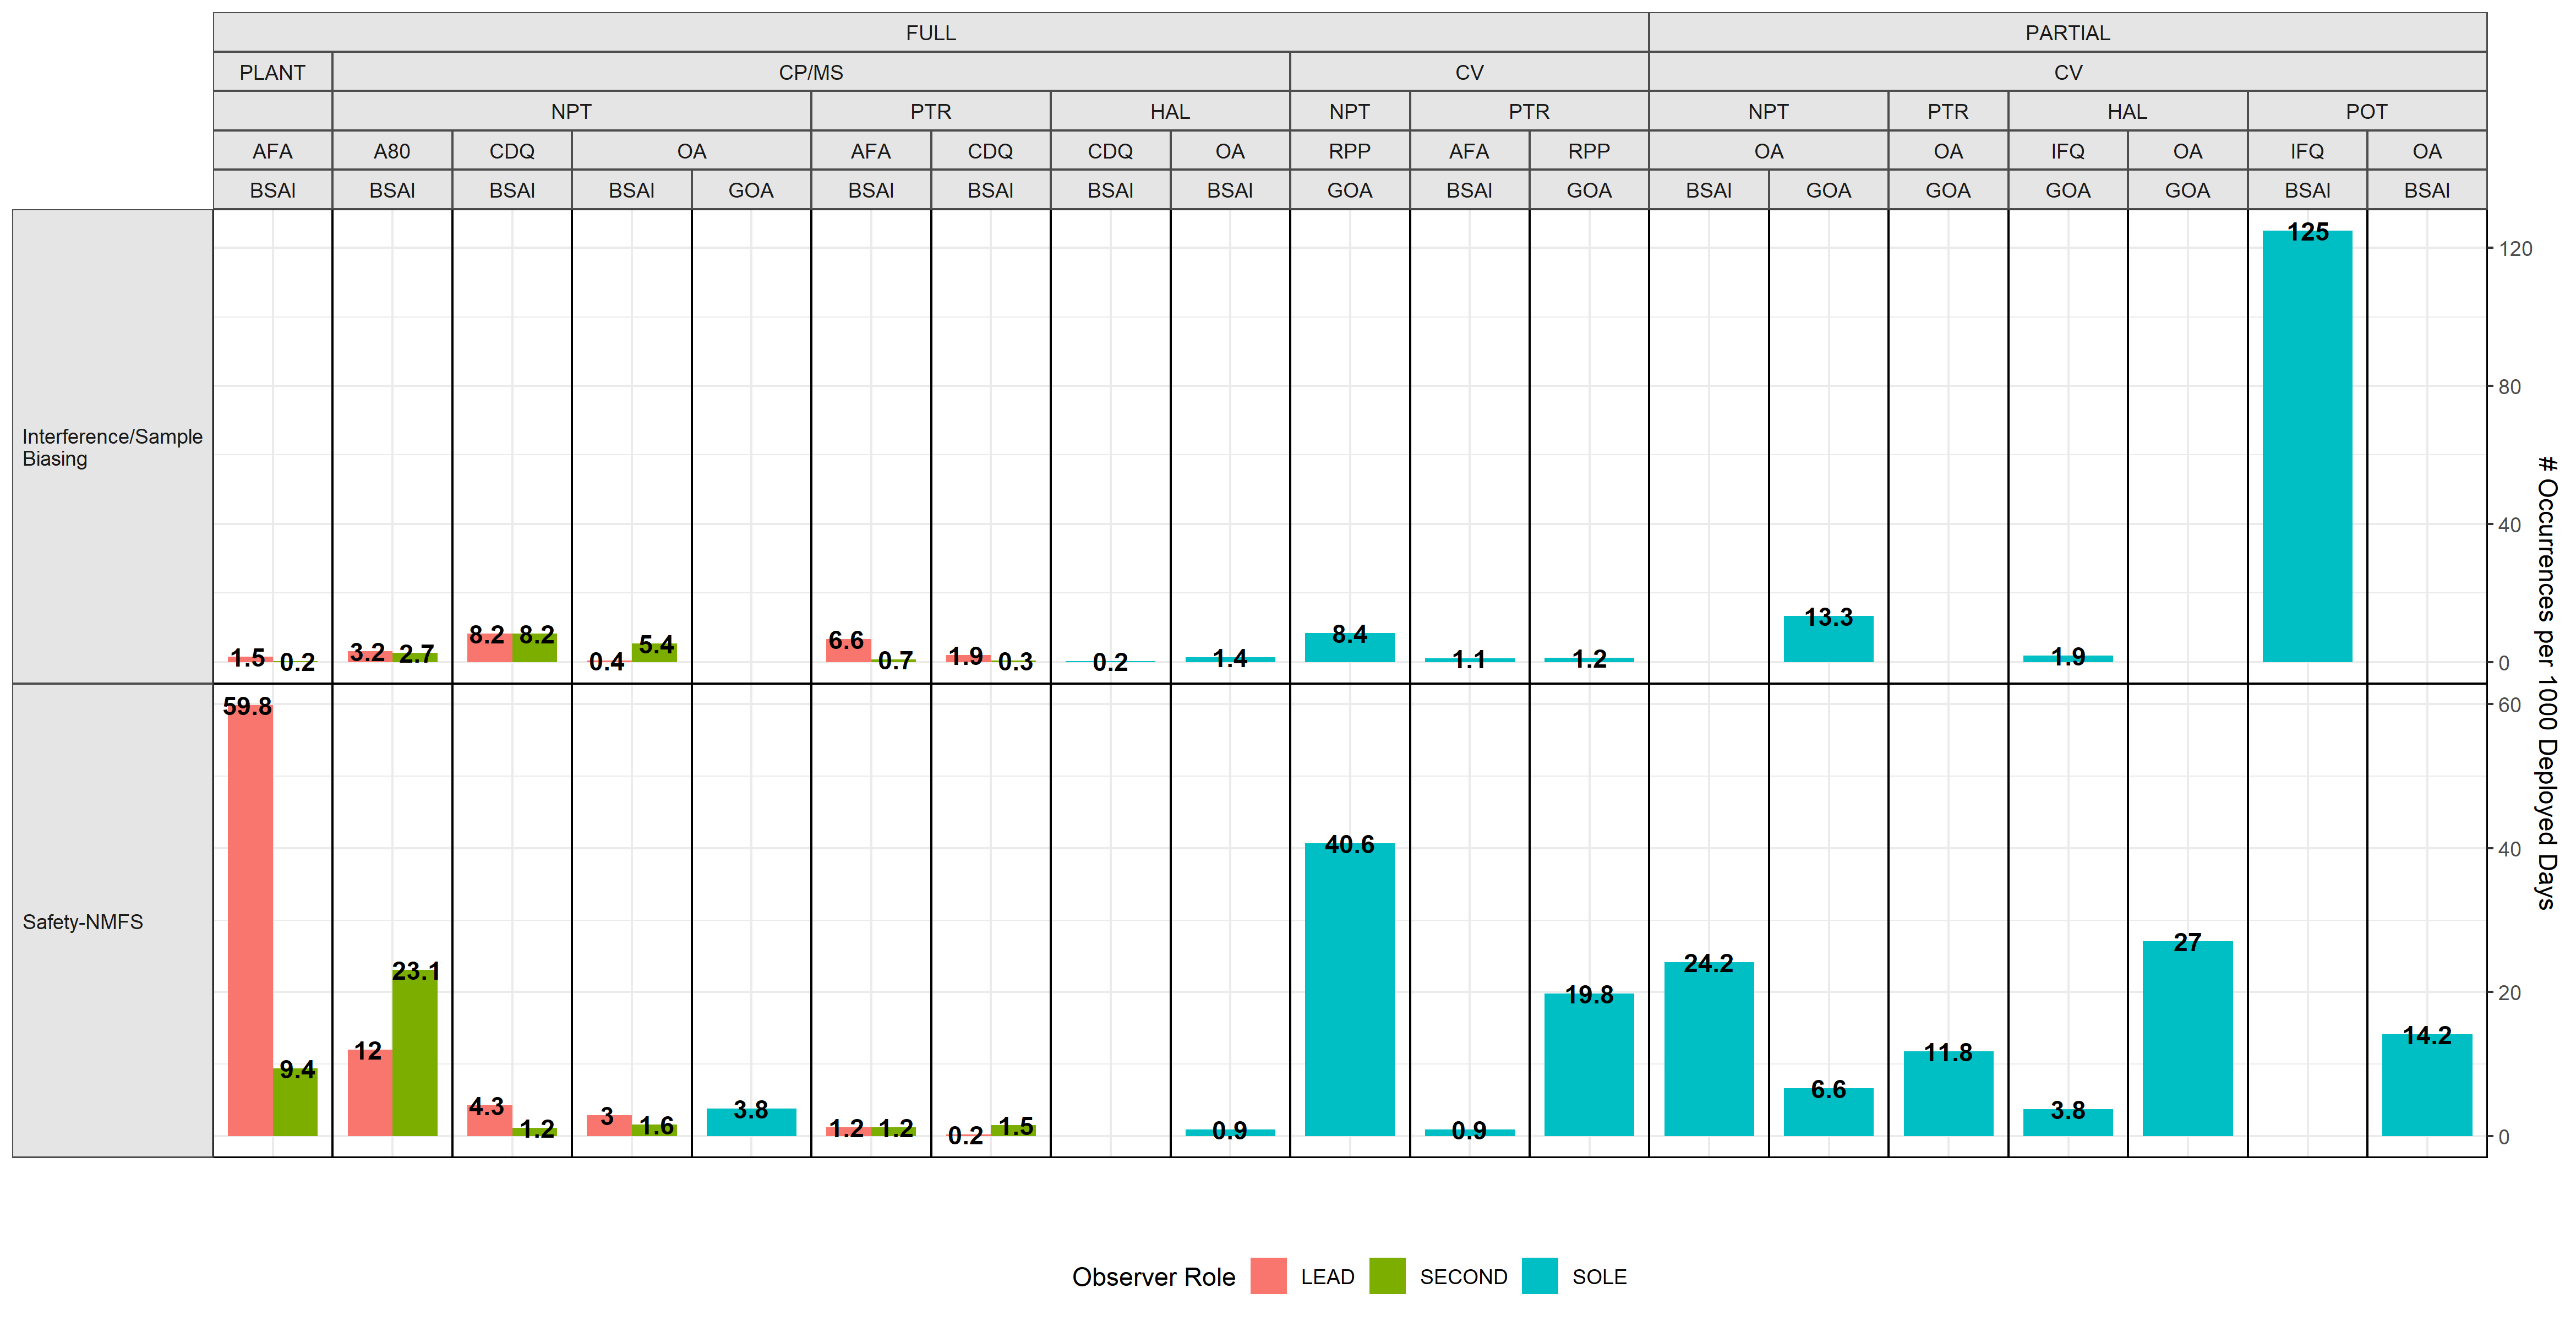 FULL PARTIAL
PLANT CP/MS CV CV
NPT PTR HAL NPT PTR NPT PTR HAL POT
AFA A80 CDQ OA AFA CDQ CDQ OA RPP AFA RPP OA OA IFQ OA IFQ OA
BSAI BSAI BSAI BSAI GOA BSAI BSAI BSAI BSAI GOA BSAI GOA BSAI GOA GOA GOA GOA BSAI BSAI
Interference/Sample
Biasing
1.5 0.2 3.2 2.7 8.2 8.2 0.4 5.4 6.6 0.7 1.9 0.3 0.2 1.4 8.4 1.1 1.2 13.3 1.9 125
120
80
40
0
Safety-NMFS
59.8 9.4 12 23.1 4.3 1.2 3 1.6 3.8 1.2 1.2 0.2 1.5 0.9 40.6 0.9 19.8 24.2 6.6 11.8 3.8 27 14.2
60
40
20
0
# Occurrences per 1000 Deployed Days
Observer Role LEAD SECOND SOLE